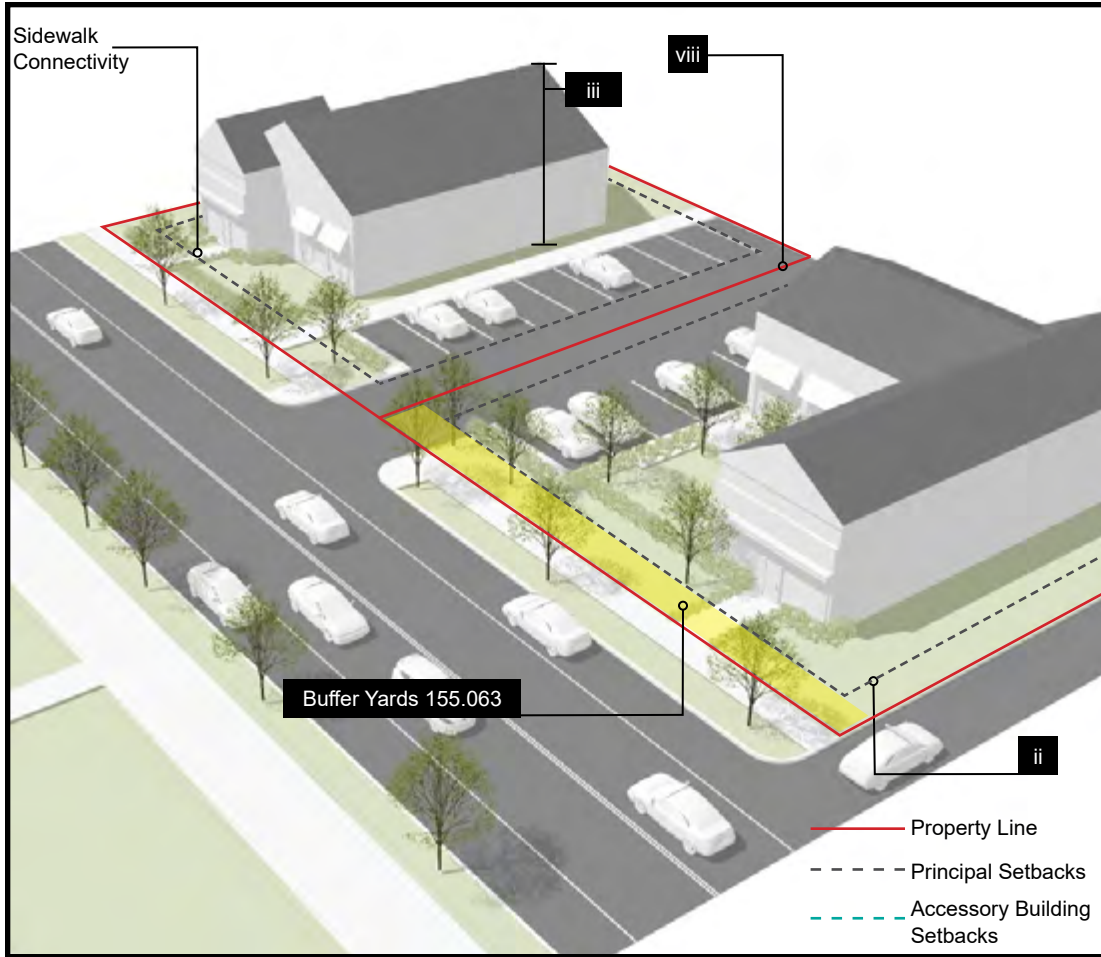 Sidewalk
Connectivity
viii
iii
Buffer Yards 155.063
ii
Property Line
Principal Setbacks
Accessory Building
Setbacks